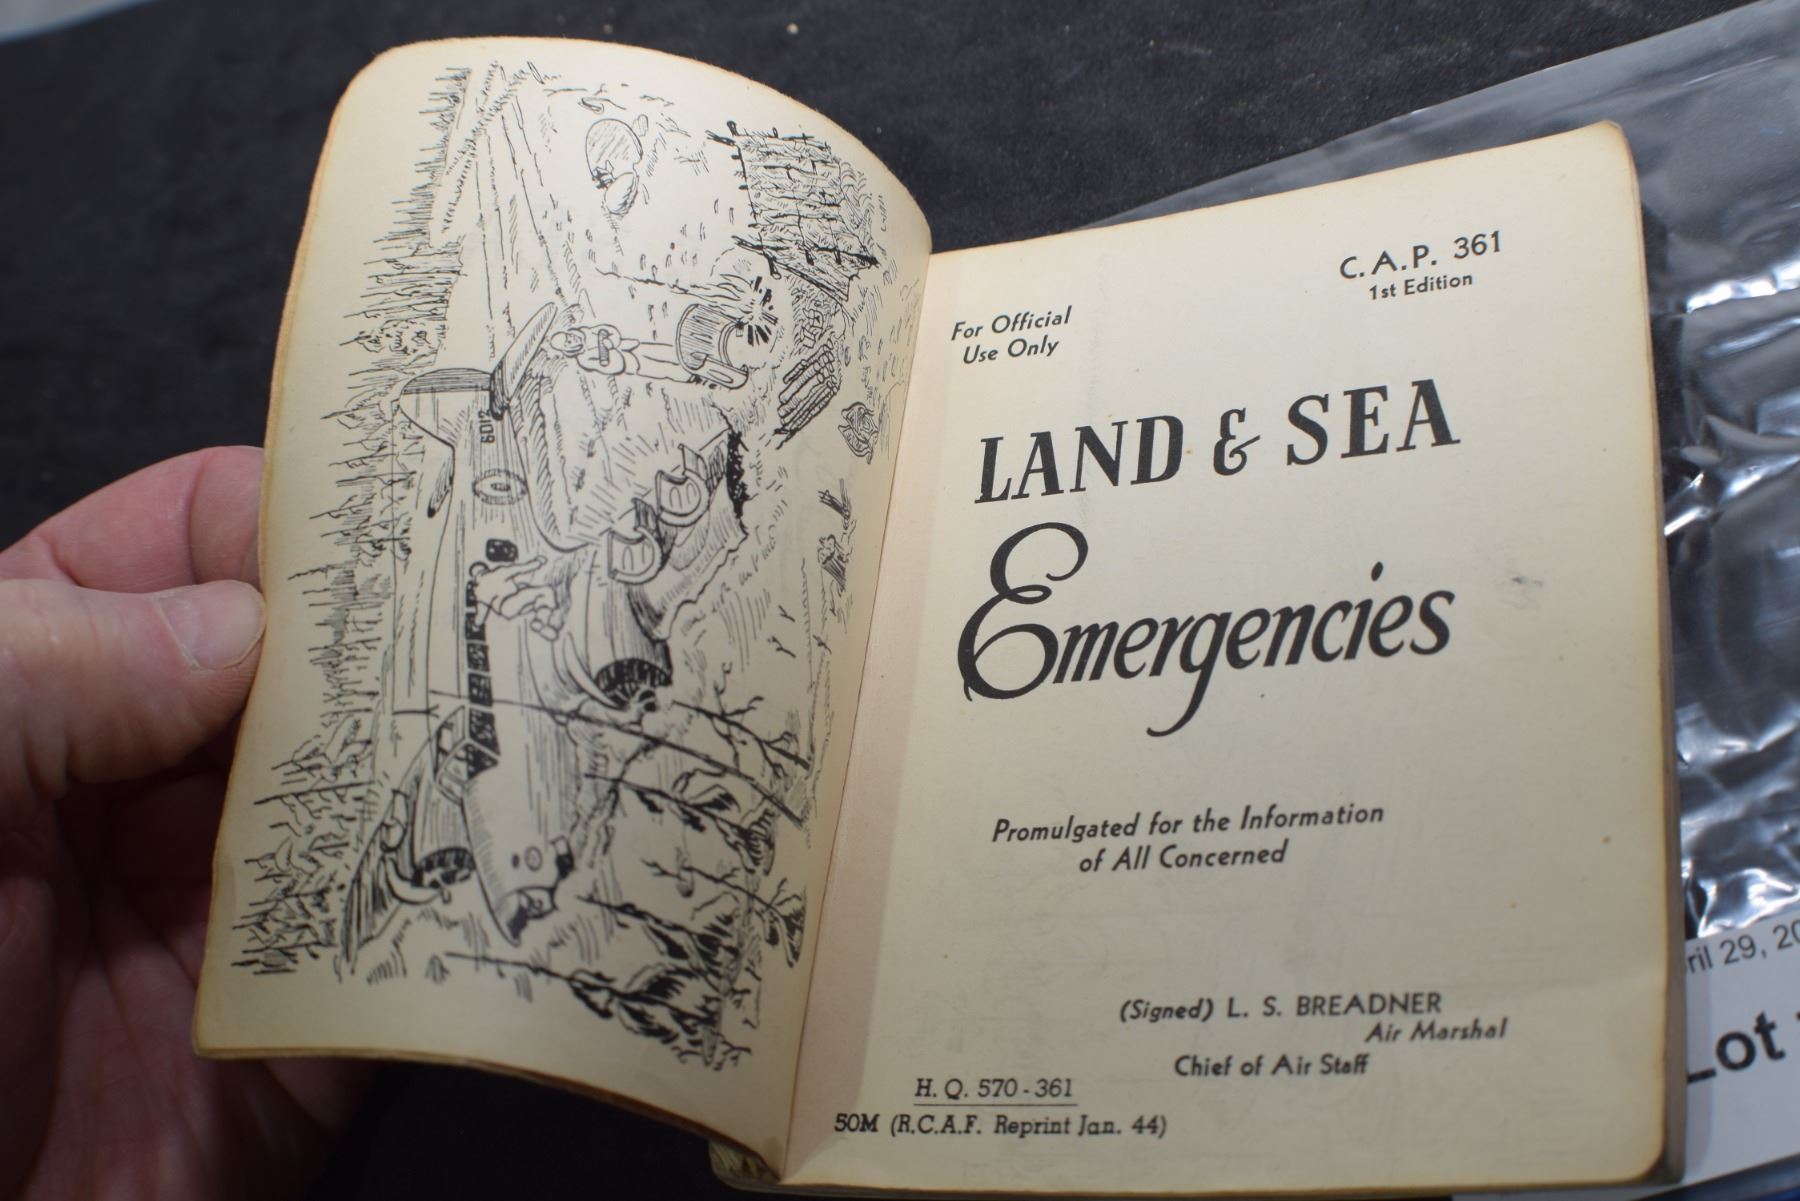 6012
For Official
Use Only
C.A.P. 361
1st Edition
LAND & SEA
Emergencies
Promulgated for the Information
of All Concerned
(Signed) L. S. BREADNER
Air Marshal
Chief of Air Staff
H. Q. 570-361
50M (R.C.A.F. Reprint Jan. 44)
ril 29, 20
Lot